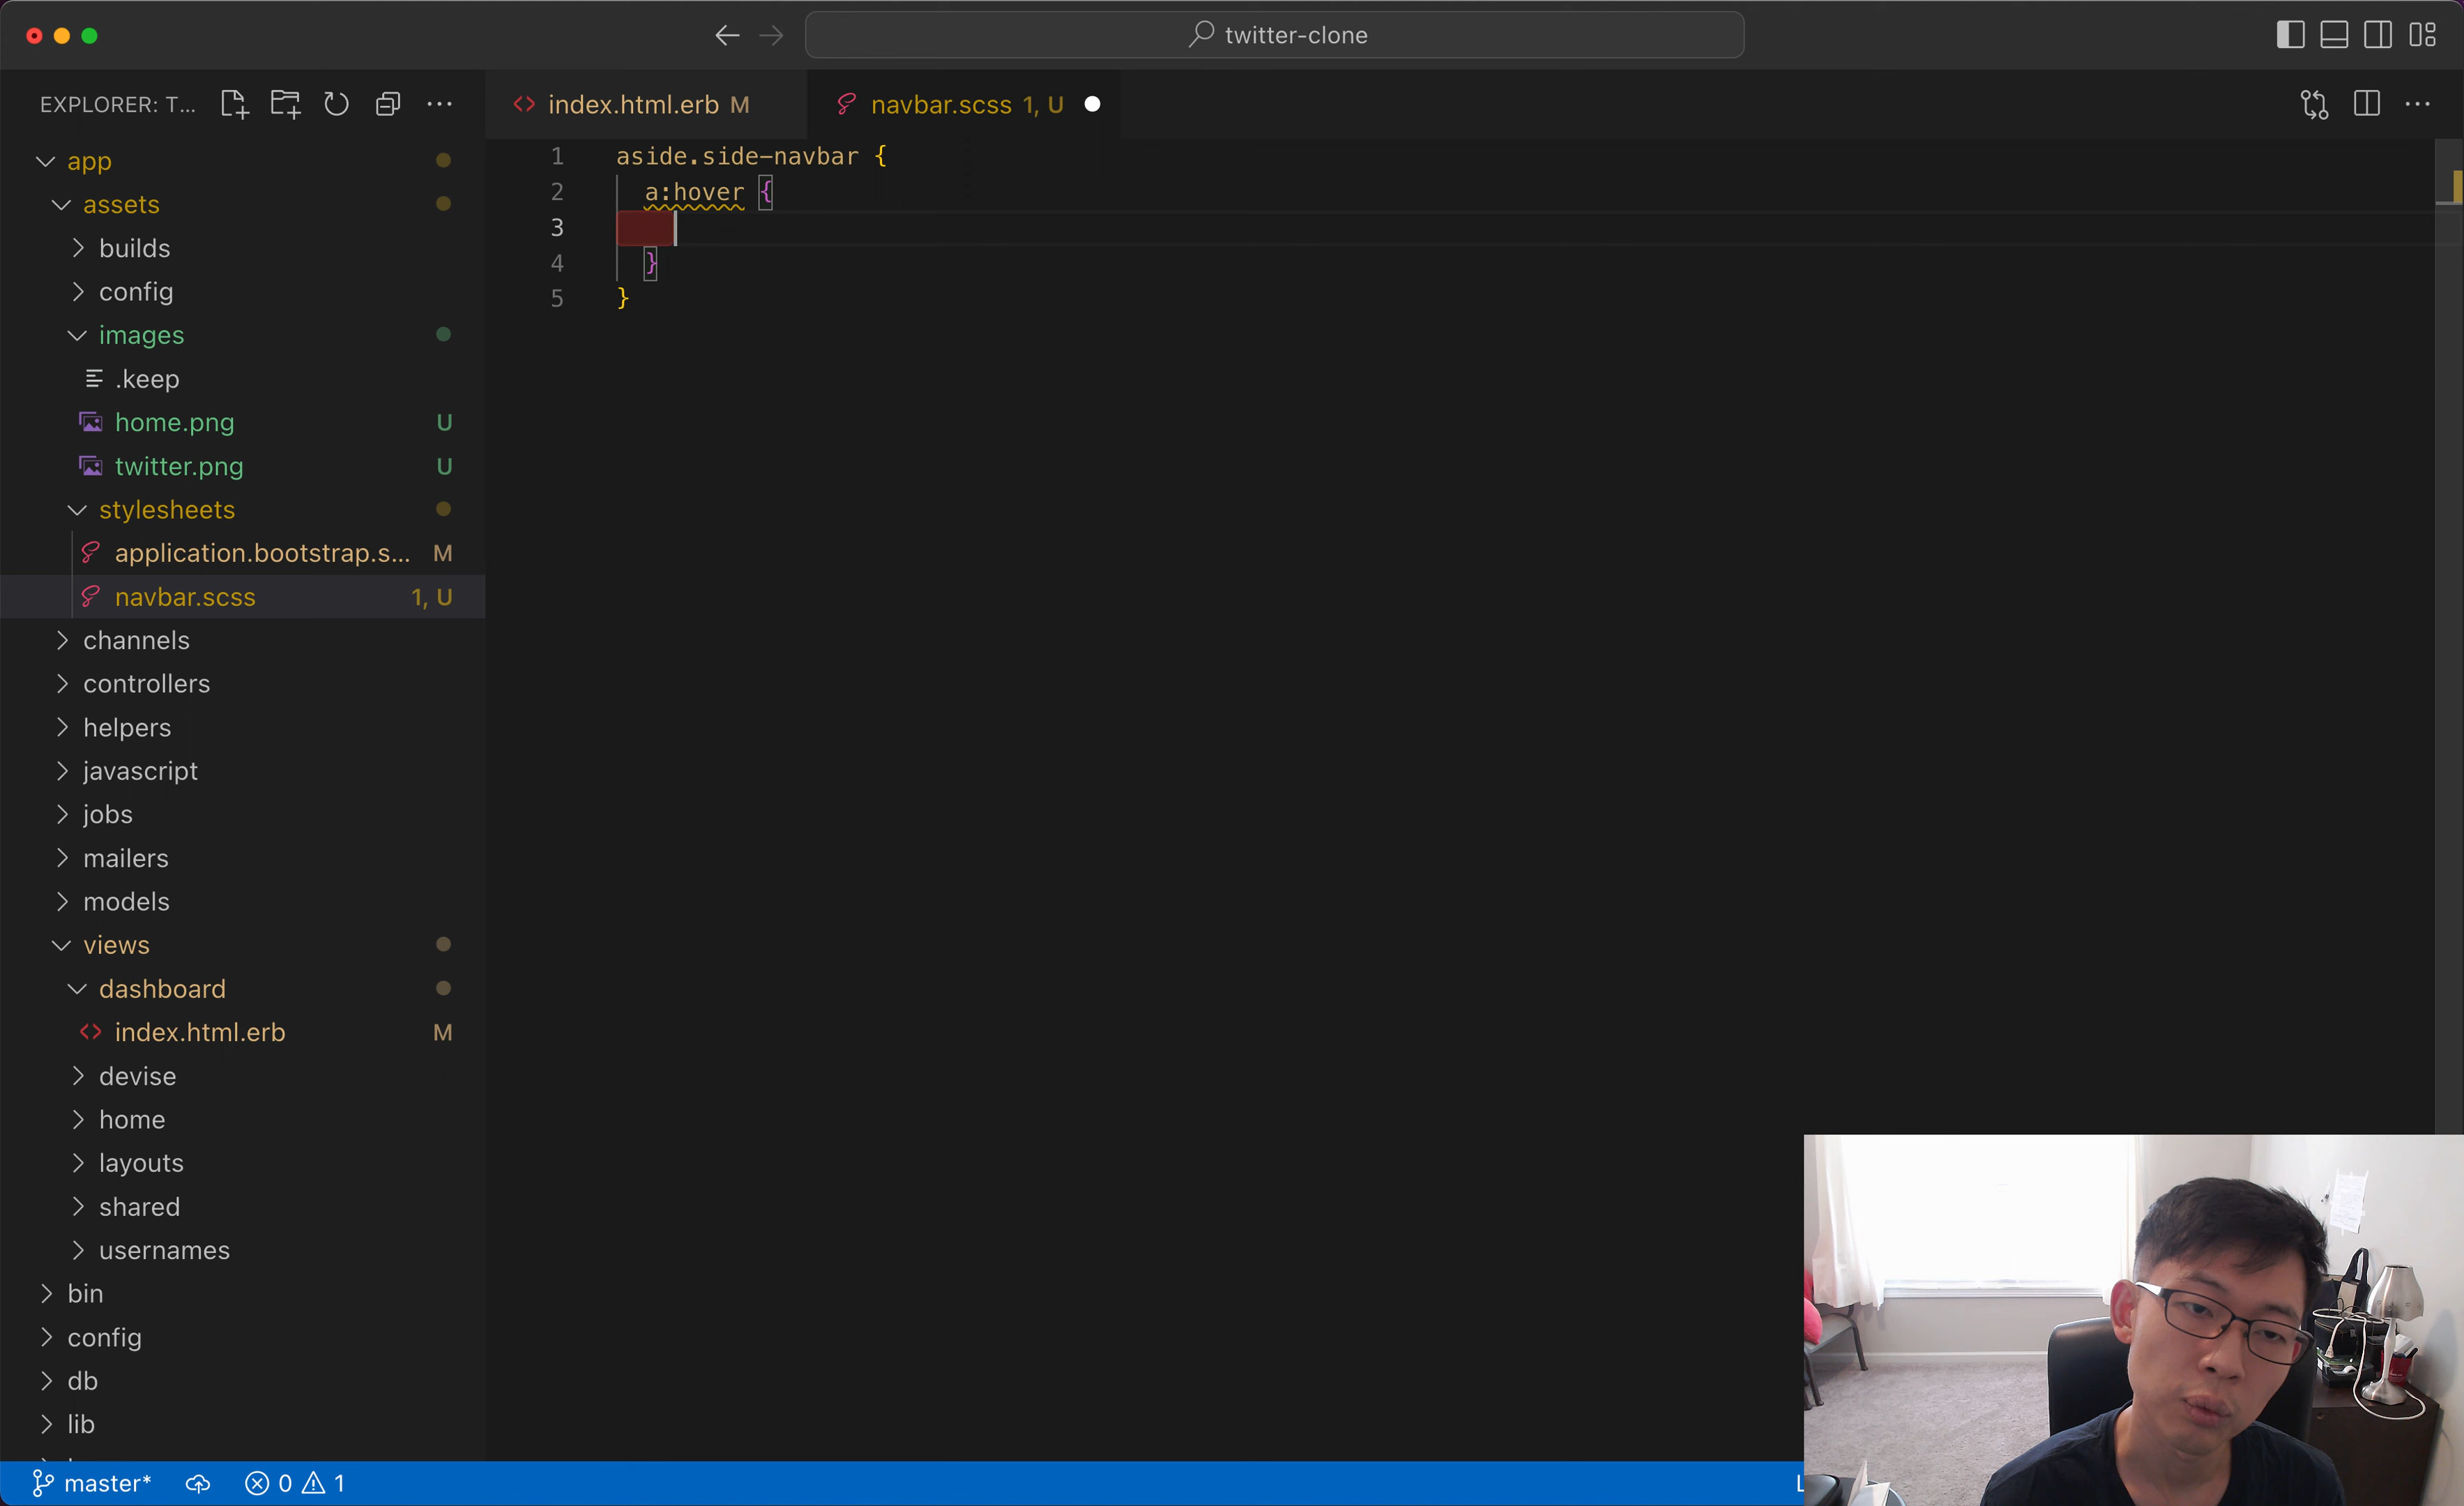 twitter-clone
EXPLORER: T...
index.html.erb M
navbar.scss 1, U
app
assets
builds
config
images
.keep
home.png U
twitter.png U
stylesheets
application.bootstrap.s... M
navbar.scss 1, U
channels
controllers
helpers
javascript
jobs
mailers
models
views
dashboard
index.html.erb M
devise
home
layouts
shared
usernames
bin
config
db
lib
1 aside.side-navbar {
2 a:hover {
3
4 }
5 }
master* 0 1